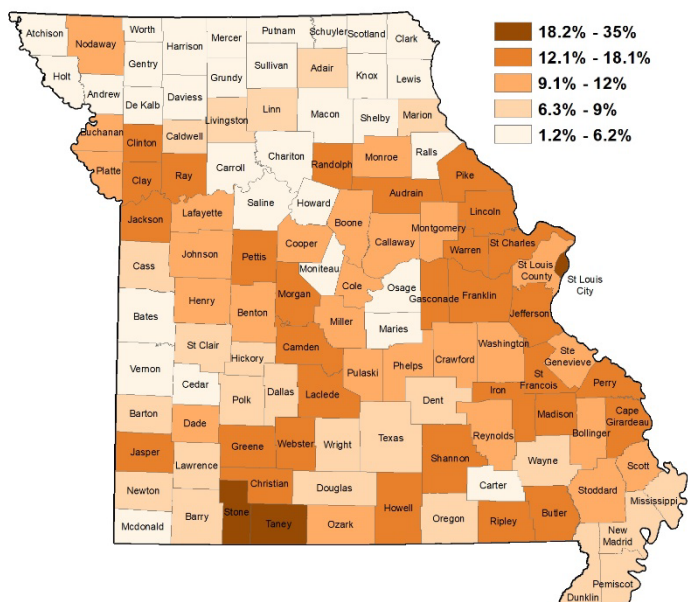 Atchison
Nodaway
Worth
Harrison
Mercer
Putnam
Schuyler
Scotland
Clark
18.2% - 35%
12.1% - 18.1%
9.1% - 12%
6.3% - 9%
1.2% - 6.2%
Holt
Gentry
Grundy
Sullivan
Adair
Knox
Lewis
Andrew
De Kalb
Daviess
Livingston
Linn
Macon
Shelby
Marion
Buchanan
Clinton
Caldwell
Chariton
Randolph
Monroe
Ralls
Platte
Clay
Ray
Carroll
Pike
Saline
Howard
Audrain
Jackson
Lafayette
Boone
Lincoln
Cooper
Callaway
Montgomery
Warren
St Charles
Cass
Johnson
Pettis
Moniteau
Cole
Osage
Gasconade
Franklin
St Louis
County
St Louis
City
Jefferson
Bates
Henry
Benton
Morgan
Miller
Maries
Washington
Ste
Genevieve
St Clair
Hickory
Camden
Pulaski
Phelps
Crawford
St
Francois
Perry
Vernon
Cedar
Polk
Dallas
Laclede
Dent
Iron
Madison
Cape
Girardeau
Barton
Dade
Greene
Webster
Wright
Texas
Reynolds
Bollinger
Jasper
Lawrence
Christian
Douglas
Shannon
Wayne
Scott
Newton
Barry
Stone
Taney
Ozark
Howell
Carter
Stoddard
Mississippi
Mcdonald
Oregon
Ripley
Butler
New
Madrid
Pemiscot
Dunklin